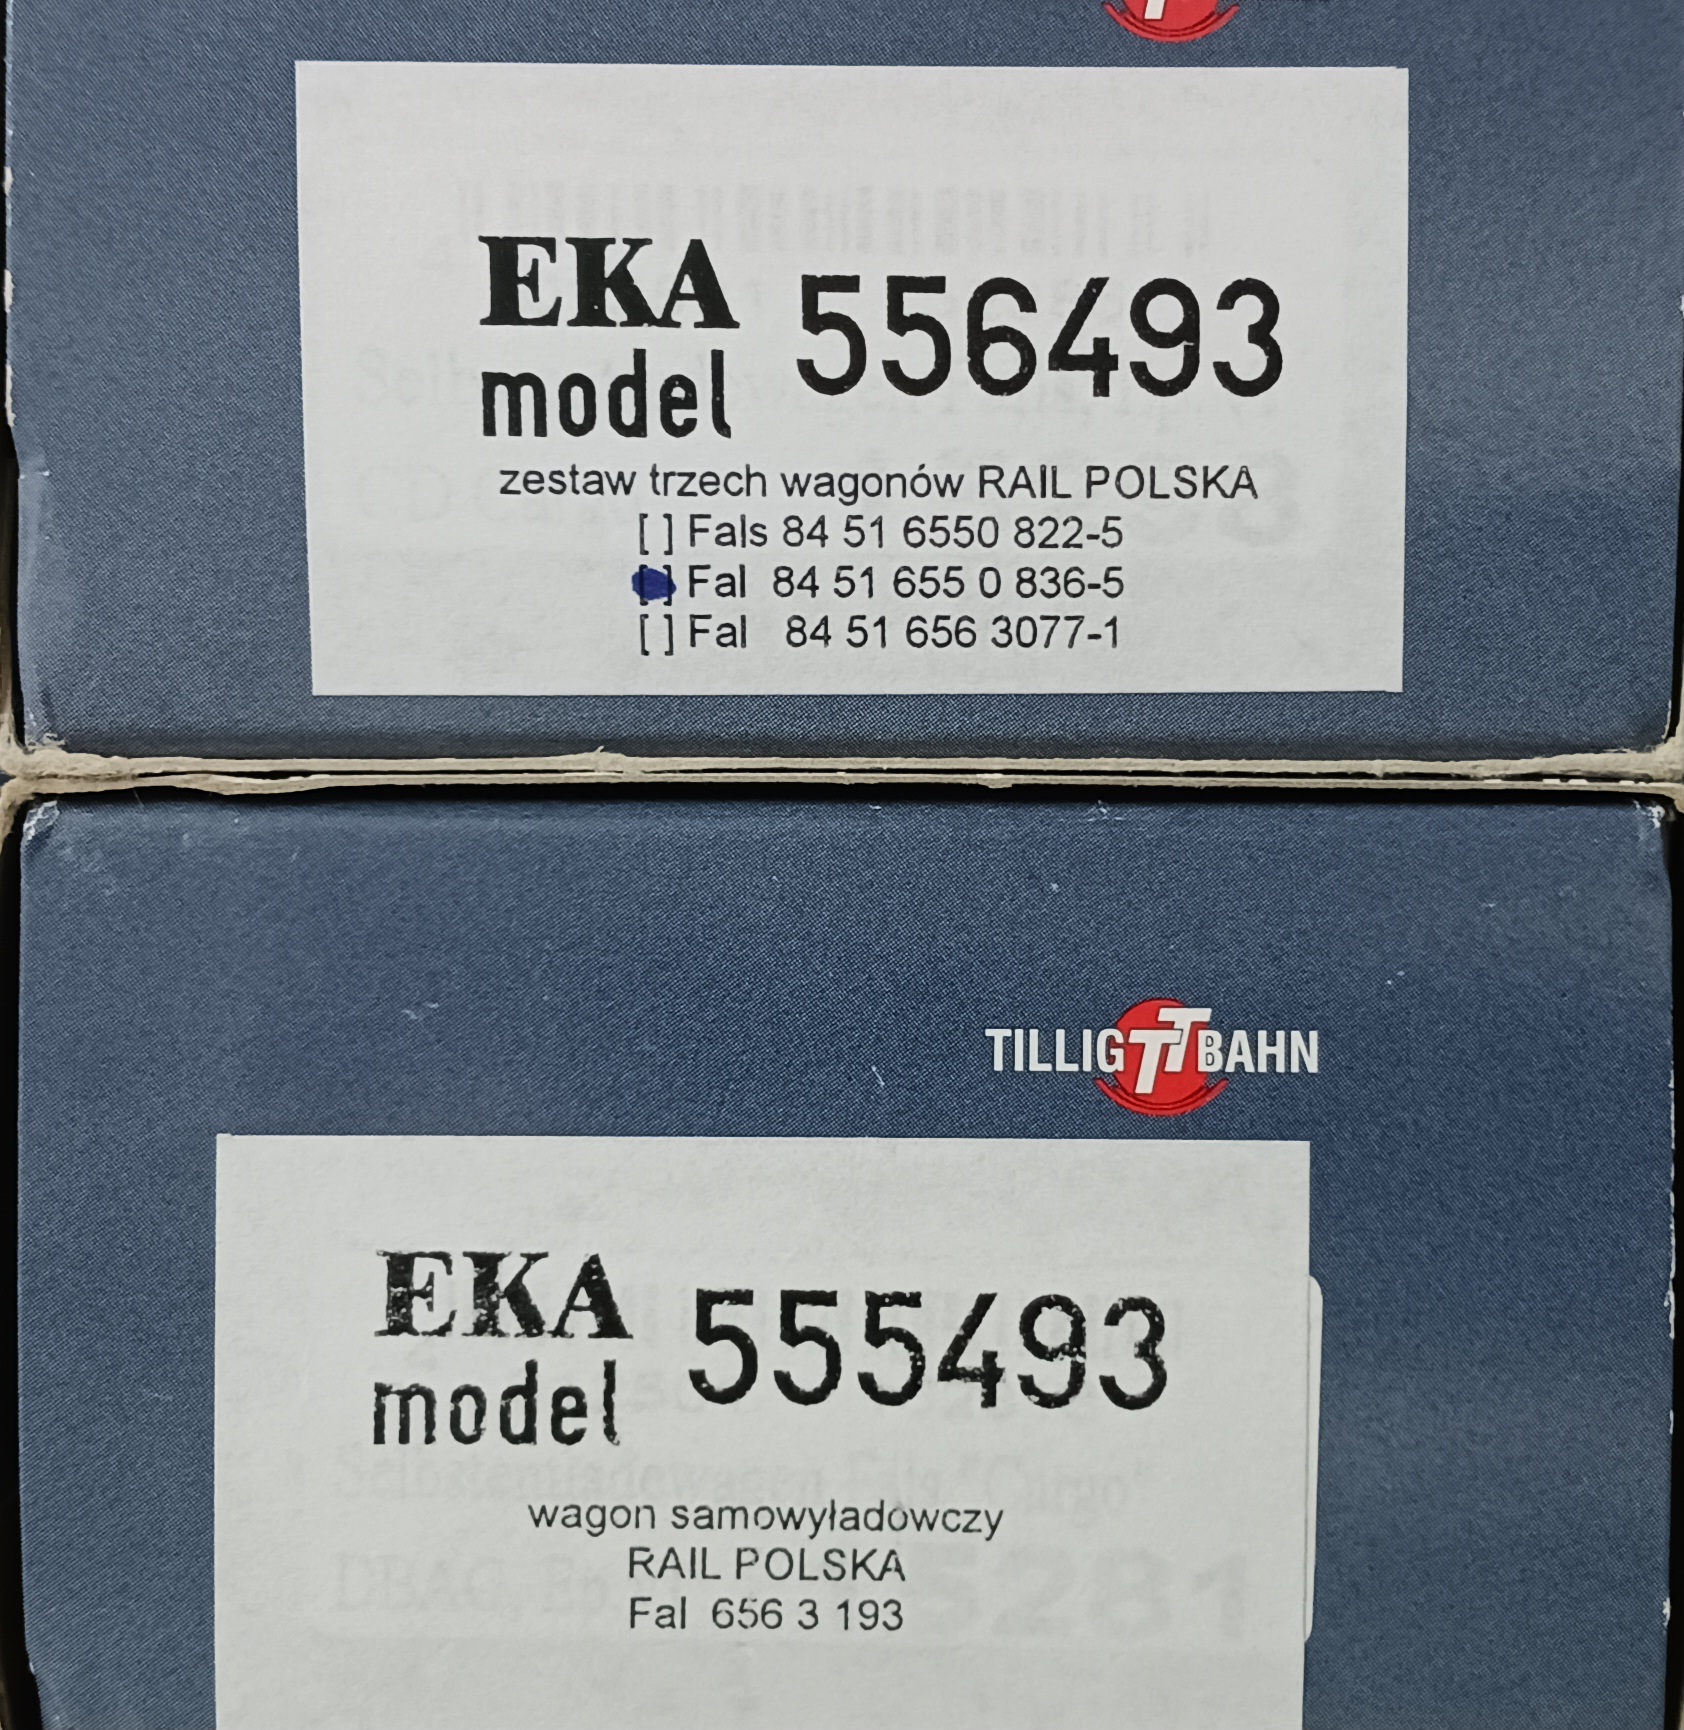 EKA
model 556493
zestaw trzech wagonów RAIL POLSKA
[ ] Fals 84 51 6550 822-5
[ ] Fal 84 51 655 0 836-5
[ ] Fal 84 51 656 3077-1
TILLIG TT BAHN
EKA
model 555493
wagon samowyładowczy
RAIL POLSKA
Fal 656 3 193